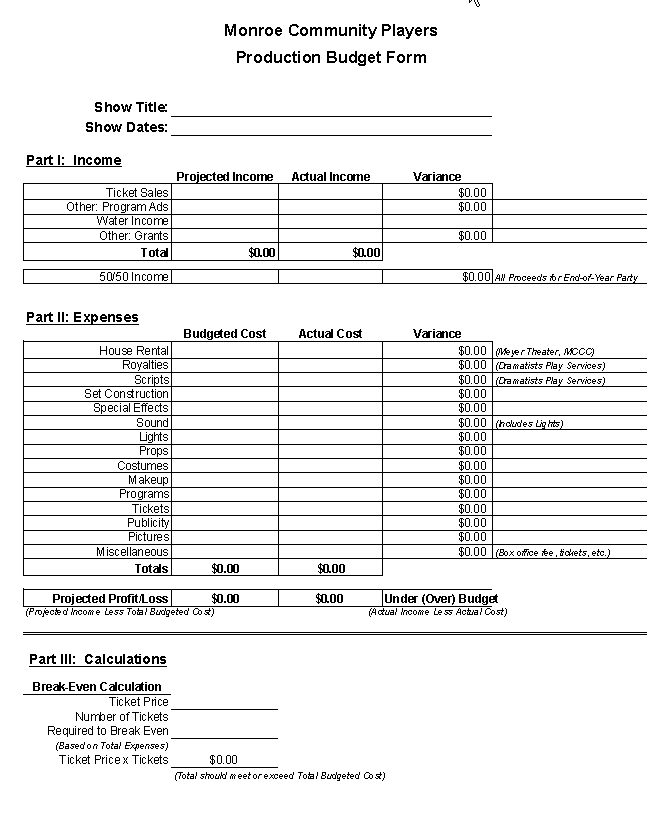 Monroe Community Players
Production Budget Form
Show Title:
Show Dates:
Part I: Income
Projected Income Actual Income Variance
Ticket Sales $0.00
Other: Program Ads $0.00
Water Income
Other: Grants $0.00
Total $0.00 $0.00
50/50 Income $0.00 All Proceeds for End-of-Year Party
Part II: Expenses
Budgeted Cost Actual Cost Variance
House Rental $0.00 (Meyer Theater, MCCC)
Royalties $0.00 (Dramatists Play Services)
Scripts $0.00 (Dramatists Play Services)
Set Construction $0.00
Special Effects $0.00
Sound $0.00 (Includes Lights)
Lights $0.00
Props $0.00
Costumes $0.00
Makeup $0.00
Programs $0.00
Tickets $0.00
Publicity $0.00
Pictures $0.00
Miscellaneous $0.00 (Box office fee, tickets, etc.)
Totals $0.00 $0.00
Projected Profit/Loss $0.00 $0.00 Under (Over) Budget
(Projected Income Less Total Budgeted Cost) (Actual Income Less Actual Cost)
Part III: Calculations
Break-Even Calculation
Ticket Price
Number of Tickets
Required to Break Even
(Based on Total Expenses)
Ticket Price x Tickets $0.00
(Total should meet or exceed Total Budgeted Cost)